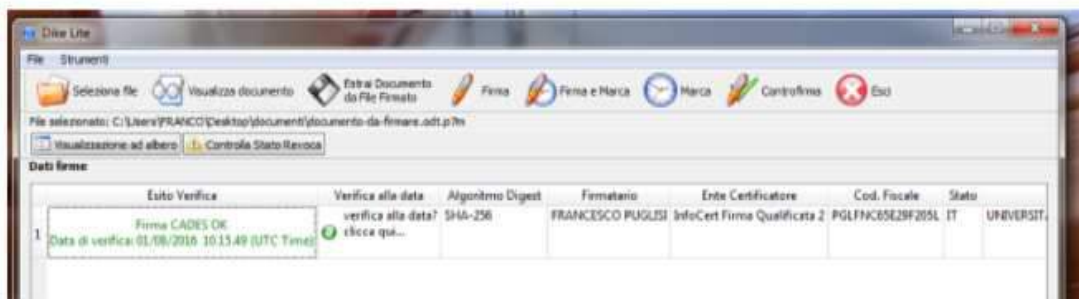 Dike Lite
File Strumenti
Seleziona file Visualizza documento Estrai Documento da File Firmato Firma Firma e Marca Marca Controfirma Esci
File selezionato: C:\Users\FRANCO\Desktop\documenti\documento-da-firmare.odt.p7m
Visualizzazione ad albero Controlla Stato Revoca
Dati firme
Esito Verifica Verifica alla data Algoritmo Digest Firmatario Ente Certificatore Cod. Fiscale Stato
1 Firma CADES OK verifica alla data? SHA-256 FRANCESCO PUGLISI InfoCert Firma Qualificata 2 PGLFNC65E29F205L IT UNIVERSIT
Data di verifica: 01/08/2016 10.15.49 (UTC Time) clicca qui...